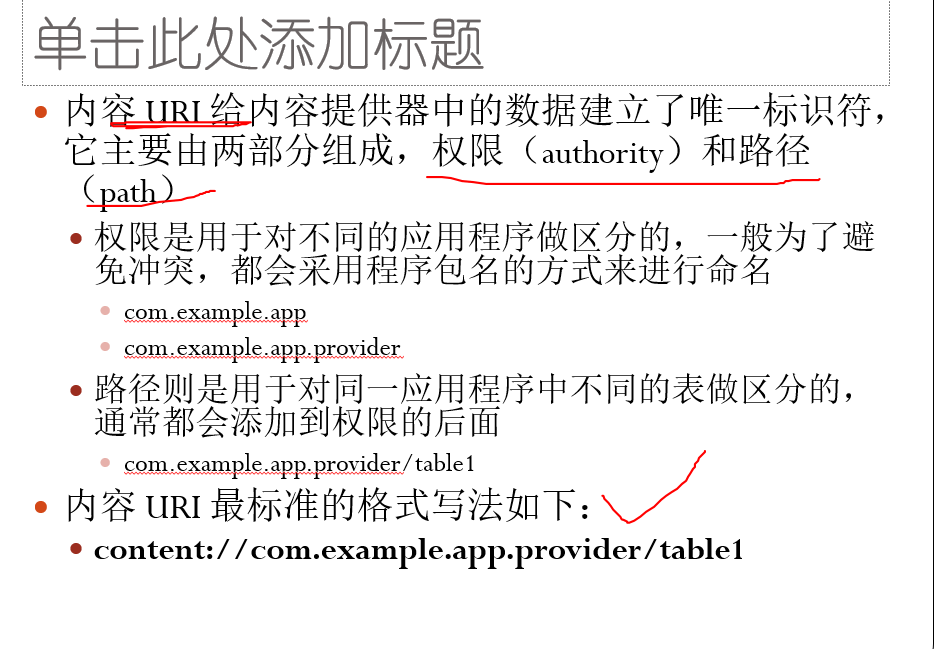 单击此处添加标题
内容 URI 给内容提供器中的数据建立了唯一标识符，
它主要由两部分组成，权限（authority）和路径
（path）
权限是用于对不同的应用程序做区分的，一般为了避
免冲突，都会采用程序包名的方式来进行命名
com.example.app
com.example.app.provider
路径则是用于对同一应用程序中不同的表做区分的，
通常都会添加到权限的后面
com.example.app.provider/table1
内容 URI 最标准的格式写法如下：
content://com.example.app.provider/table1